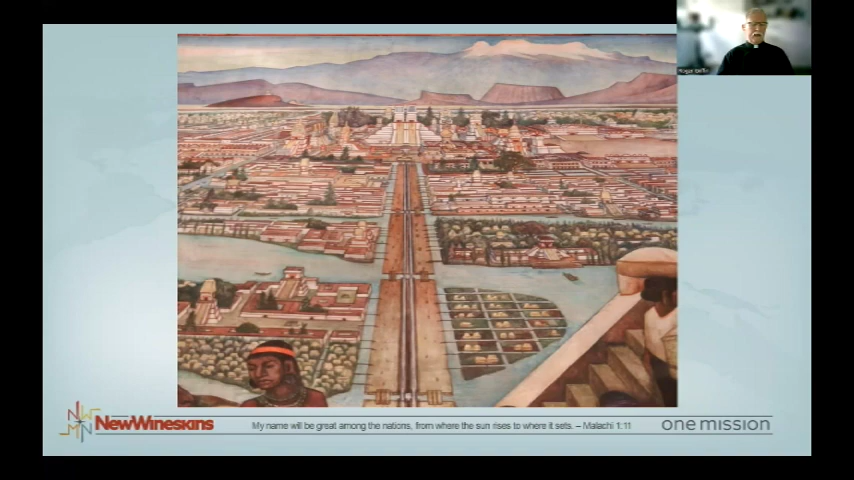 NewWineskins
My name will be great among the nations, from where the sun rises to where it sets. – Malachi 1:11
one mission